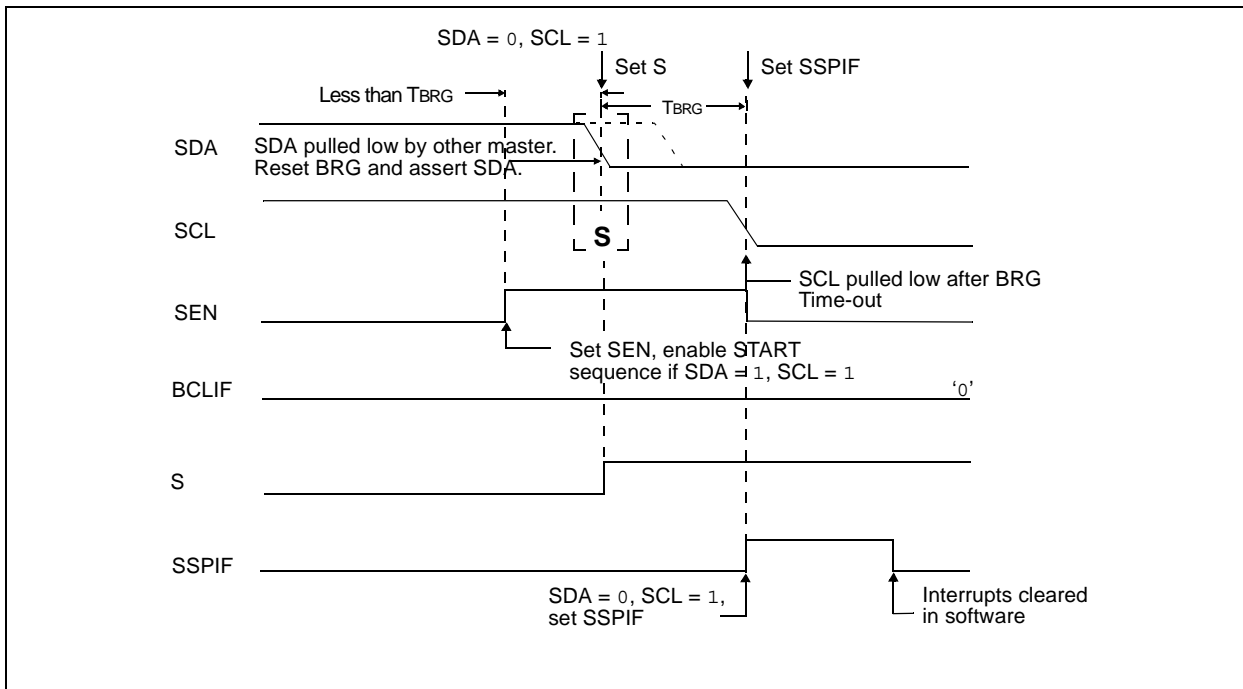 SDA = 0, SCL = 1
Set S
Set SSPIF
Less than TBRG
TBRG
SDA
SDA pulled low by other master.
Reset BRG and assert SDA.
SCL
S
SCL pulled low after BRG
Time-out
SEN
Set SEN, enable START
sequence if SDA = 1, SCL = 1
BCLIF
‘0’
S
SSPIF
SDA = 0, SCL = 1,
set SSPIF
Interrupts cleared
in software